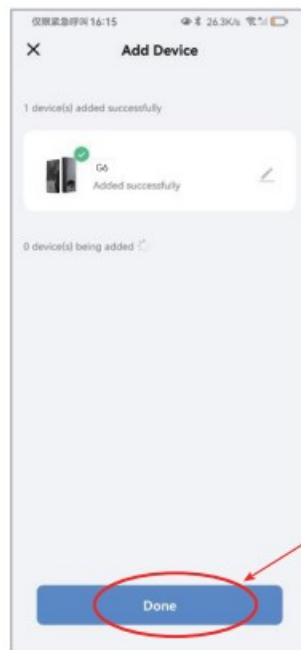 仅限紧急呼叫 16:15 26.3K/s
Add Device
1 device(s) added successfully
G6
Added successfully
0 device(s) being added
Done